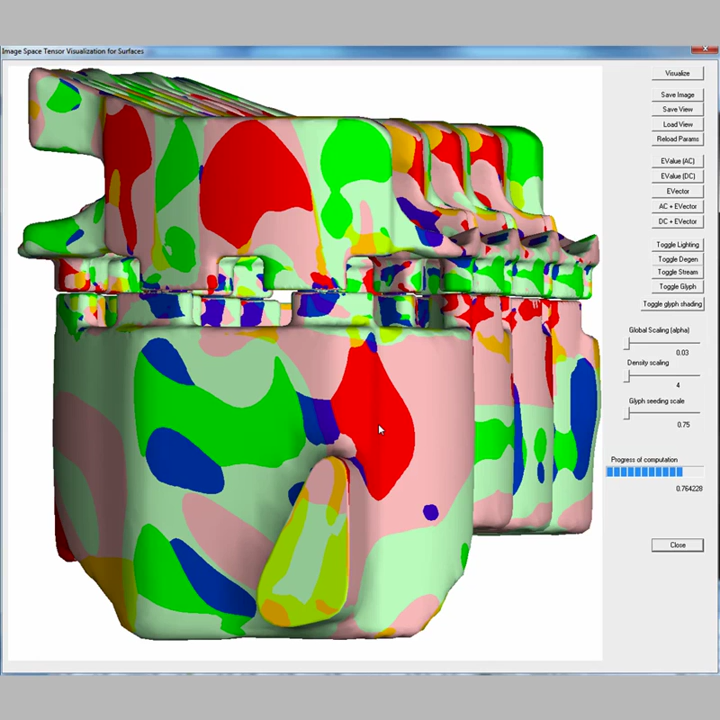 Image Space Tensor Visualization for Surfaces
Visualize
Save Image
Save View
Load View
Reload Params
EValue (AC)
EValue (DC)
EVector
AC + EVector
DC + EVector
Toggle Lighting
Toggle Degen
Toggle Stream
Toggle Glyph
Toggle glyph shading
Global Scaling (alpha)
0.03
Density scaling
4
Glyph seeding scale
0.75
Progress of computation
0.764228
Close